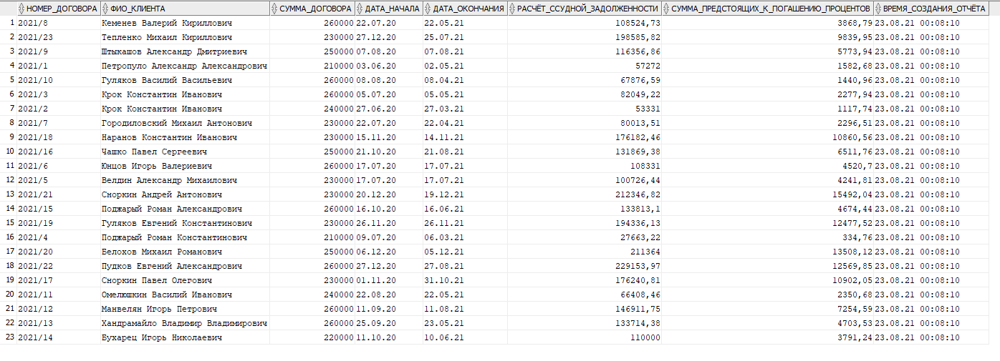 НОМЕР_ДОГОВОРА ФИО_КЛИЕНТА СУММА_ДОГОВОРА ДАТА_НАЧАЛА ДАТА_ОКОНЧАНИЯ РАСЧЁТ_ССУДНОЙ_ЗАДОЛЖЕННОСТИ СУММА_ПРЕДСТОЯЩИХ_К_ПОГАШЕНИЮ_ПРОЦЕНТОВ ВРЕМЯ_СОЗДАНИЯ_ОТЧЁТА
1 2021/8 Кеменев Валерий Кириллович 260000 22.07.20 22.05.21 108524,73 3868,79 23.08.21 00:08:10
2 2021/23 Тепленко Михаил Кириллович 230000 27.12.20 25.07.21 198585,82 9839,95 23.08.21 00:08:10
3 2021/9 Штыкашов Александр Дмитриевич 250000 07.08.20 07.08.21 116356,86 5773,94 23.08.21 00:08:10
4 2021/1 Петропуло Александр Александрович 210000 03.06.20 02.05.21 57272 1582,68 23.08.21 00:08:10
5 2021/10 Гуляков Василий Васильевич 260000 08.08.20 08.04.21 67876,59 1440,96 23.08.21 00:08:10
6 2021/3 Крок Константин Иванович 260000 05.07.20 05.05.21 82049,22 2277,94 23.08.21 00:08:10
7 2021/2 Крок Константин Иванович 240000 27.06.20 27.03.21 53331 1117,74 23.08.21 00:08:10
8 2021/7 Городиловский Михаил Антонович 230000 22.07.20 22.04.21 80013,51 2296,51 23.08.21 00:08:10
9 2021/18 Наранов Константин Иванович 230000 15.11.20 14.11.21 176182,46 10860,56 23.08.21 00:08:10
10 2021/16 Чашко Павел Сергеевич 250000 21.10.20 21.08.21 131869,38 6511,76 23.08.21 00:08:10
11 2021/6 Юнцов Игорь Валериевич 260000 17.07.20 17.07.21 108331 4520,7 23.08.21 00:08:10
12 2021/5 Велдин Александр Михаилович 230000 17.07.20 17.07.21 100726,44 4241,81 23.08.21 00:08:10
13 2021/21 Сноркин Андрей Антонович 230000 20.12.20 19.12.21 212346,82 15492,04 23.08.21 00:08:10
14 2021/15 Поджарый Роман Александрович 260000 16.10.20 16.06.21 133813,1 4674,44 23.08.21 00:08:10
15 2021/19 Гуляков Евгений Константинович 230000 26.11.20 26.11.21 194336,13 12477,52 23.08.21 00:08:10
16 2021/4 Поджарый Роман Константинович 210000 09.07.20 06.03.21 27663,22 334,76 23.08.21 00:08:10
17 2021/20 Белохов Михаил Романович 250000 06.12.20 05.12.21 211364 13508,12 23.08.21 00:08:10
18 2021/22 Пудков Евгений Александрович 260000 27.12.20 27.08.21 229153,97 12569,85 23.08.21 00:08:10
19 2021/17 Сноркин Павел Олегович 230000 01.11.20 31.10.21 176240,81 10902,05 23.08.21 00:08:10
20 2021/11 Омелюшкин Василий Иванович 240000 22.08.20 22.05.21 66408,46 2350,68 23.08.21 00:08:10
21 2021/12 Манвелян Игорь Петрович 260000 11.09.20 11.08.21 146911,75 7254,59 23.08.21 00:08:10
22 2021/13 Хандрамайло Владимир Владимирович 260000 25.09.20 23.05.21 133714,38 4703,53 23.08.21 00:08:10
23 2021/14 Бухарец Игорь Николаевич 220000 11.10.20 10.06.21 110000 3791,24 23.08.21 00:08:10